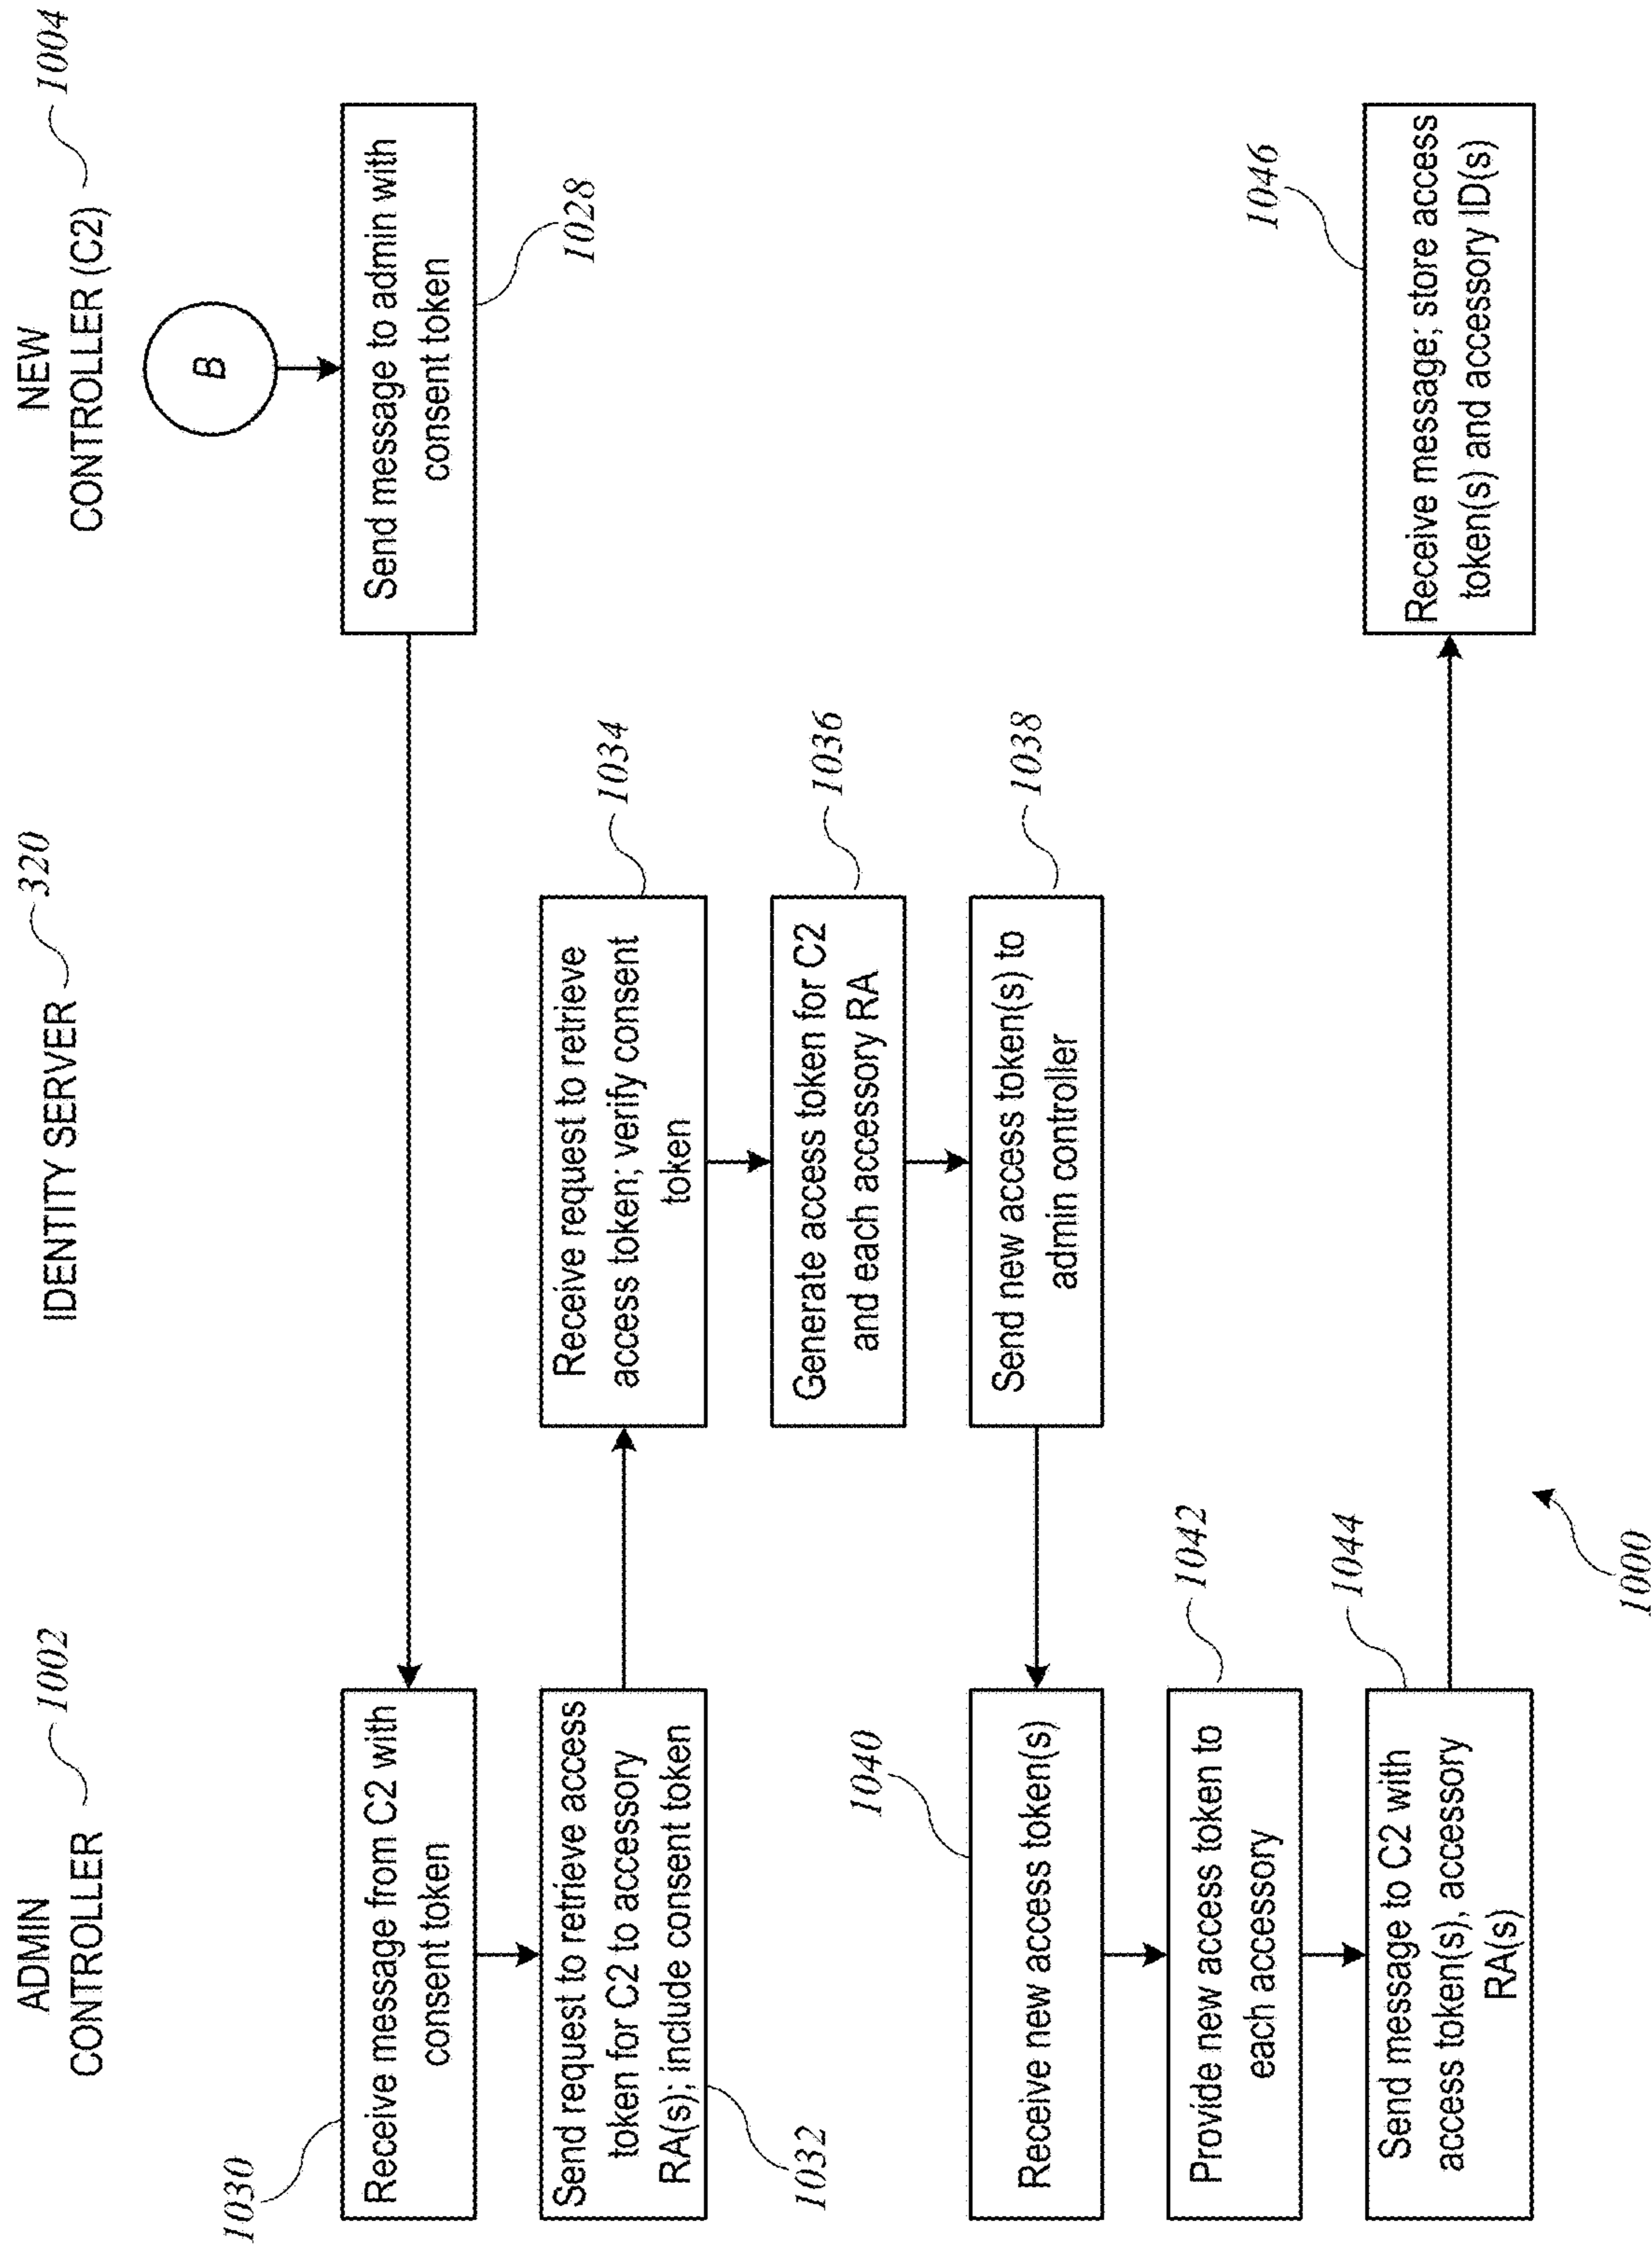 ADMIN
CONTROLLER
1002
IDENTITY SERVER
320
NEW
CONTROLLER (C2)
1004
B
Send message to admin with
consent token
1028
1030
Receive message from C2 with
consent token
Send request to retrieve access
token for C2 to accessory
RA(s); include consent token
1032
Receive request to retrieve
access token; verify consent
token
1034
Generate access token for C2
and each accessory RA
1036
Send new access token(s) to
admin controller
1038
1040
Receive new access token(s)
Provide new access token to
each accessory
1042
Send message to C2 with
access token(s), accessory
RA(s)
1044
Receive message; store access
token(s) and accessory ID(s)
1046
1000